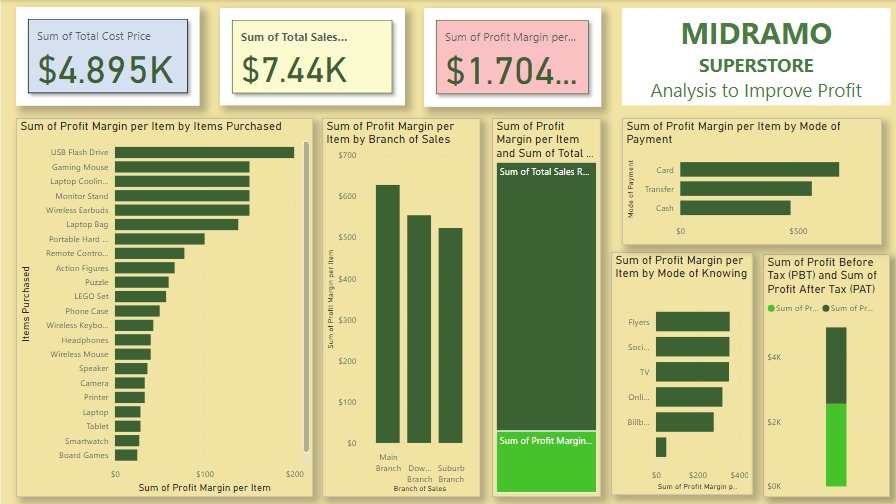 Sum of Total Cost Price
$4.895K
Sum of Total Sales...
$7.44K
Sum of Profit Margin per...
$1.704...
MIDRAMO
SUPERSTORE
Analysis to Improve Profit
Sum of Profit Margin per Item by Items Purchased
Items Purchased
USB Flash Drive
Gaming Mouse
Laptop Coolin...
Monitor Stand
Wireless Earbuds
Laptop Bag
Portable Hard ...
Remote Contro...
Action Figures
Puzzle
LEGO Set
Phone Case
Wireless Keybo...
Headphones
Wireless Mouse
Speaker
Camera
Printer
Laptop
Tablet
Smartwatch
Board Games
$0 $100 $200
Sum of Profit Margin per Item
Sum of Profit Margin per
Item by Branch of Sales
Sum of Profit Margin per Item
$700
$600
$500
$400
$300
$200
$100
$0
Main
Branch
Dow...
Branch
Suburb
Branch
Branch of Sales
Sum of Profit
Margin per Item
and Sum of Total ...
Sum of Total Sales R...
Sum of Profit Margin...
Sum of Profit Margin per Item by Mode of
Payment
Mode of Payment
Card
Transfer
Cash
$0 $500
Sum of Profit Margin per
Item by Mode of Knowing
Flyers
Soci...
TV
Onli...
Billb...
$0 $200 $400
Sum of Profit Margin p...
Sum of Profit Before
Tax (PBT) and Sum of
Profit After Tax (PAT)
Sum of Pr... Sum of Pr...
$4K
$2K
$0K